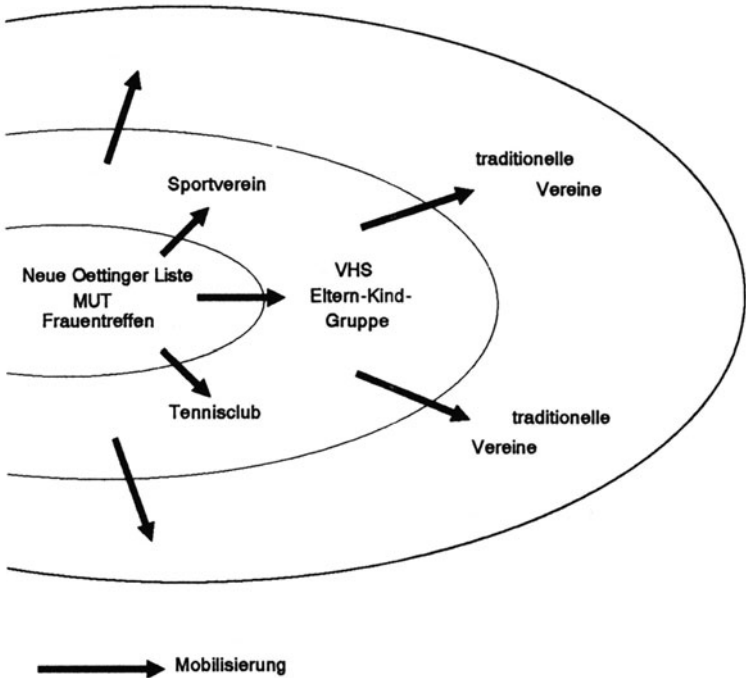 traditionelle
Vereine
Sportverein
Neue Oettinger Liste
MUT
Frauentreffen
VHS
Eltern-Kind-
Gruppe
Tennisclub
traditionelle
Vereine
Mobilisierung